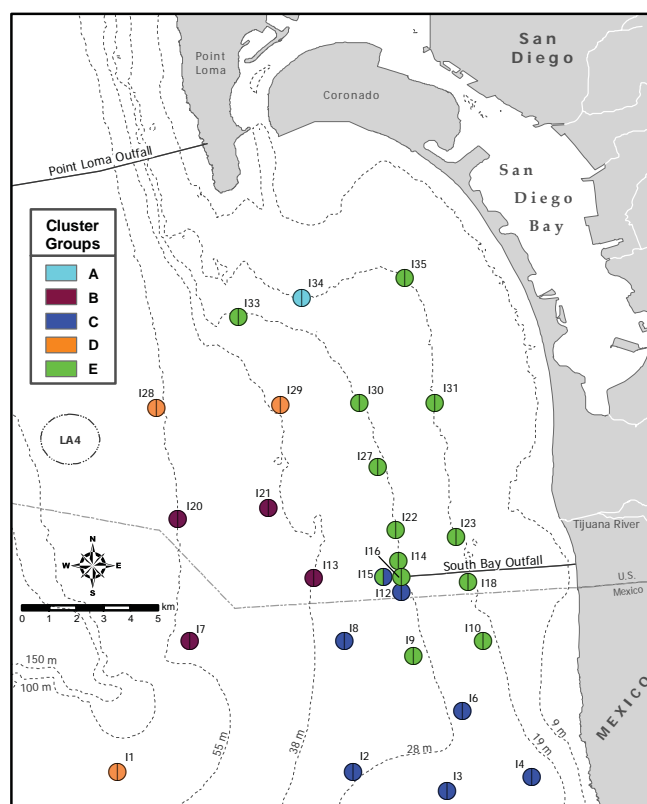 San
Diego
Point
Loma
Coronado
Point Loma Outfall
San
Diego
Bay
Cluster
Groups
A
B
C
D
E
I34
I35
I33
I28
I29
I30
I31
LA4
I27
I21
I20
I22
I23
Tijuana River
N
W E
S
I16
I14
South Bay Outfall
I13
I15
I18
U.S.
Mexico
I12
0 1 2 3 4 5
km
I7
I8
I9
I10
150 m
100 m
55 m
38 m
28 m
19 m
9 m
MEXICO
I6
I1
I2
I3
I4